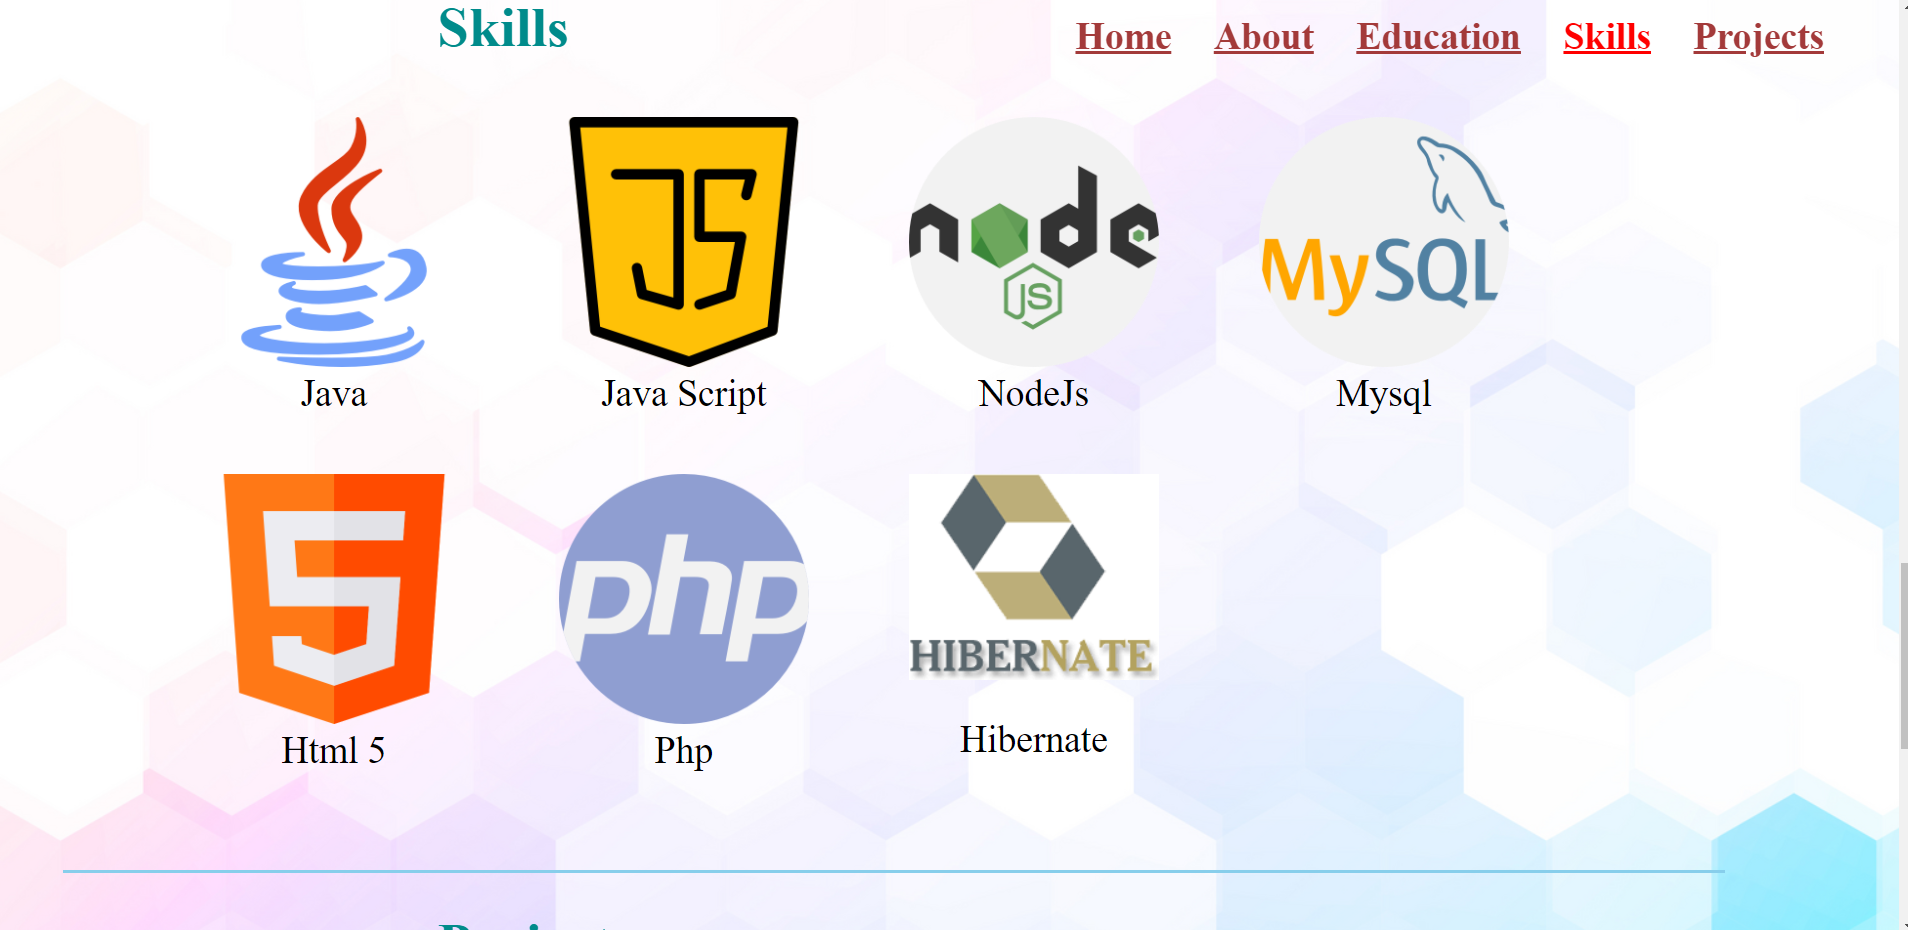 Skills
Home About Education Skills Projects
JS
node
JS
MySQL
Java
Java Script
NodeJs
Mysql
5
php
HIBERNATE
Html 5
Php
Hibernate